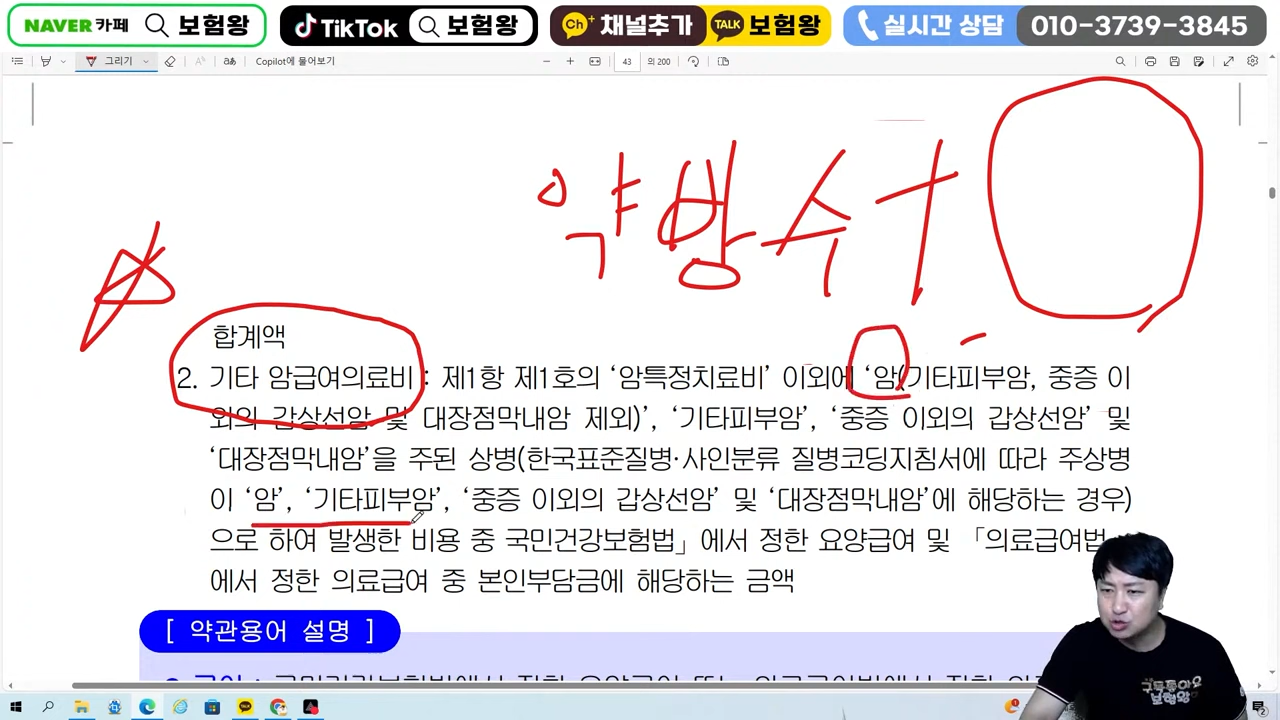 NAVER 카페 보험왕 TikTok 보험왕 Ch+ 채널추가 TALK 보험왕 실시간 상담 010-3739-3845
그리기 Copilot에 물어보기 43 의 200
약 방 수 +
합계액
2. 기타 암급여의료비 : 제1항 제1호의 ‘암특정치료비’ 이외에 ‘암(기타피부암, 중증 이
외의 갑상선암 및 대장점막내암 제외)’, ‘기타피부암’, ‘중증 이외의 갑상선암’ 및
‘대장점막내암’을 주된 상병(한국표준질병·사인분류 질병코딩지침서에 따라 주상병
이 ‘암’, ‘기타피부암’, ‘중증 이외의 갑상선암’ 및 ‘대장점막내암’에 해당하는 경우)
으로 하여 발생한 비용 중 국민건강보험법」에서 정한 요양급여 및 「의료급여법
에서 정한 의료급여 중 본인부담금에 해당하는 금액
[ 약관용어 설명 ]
구독좋아요
보험왕